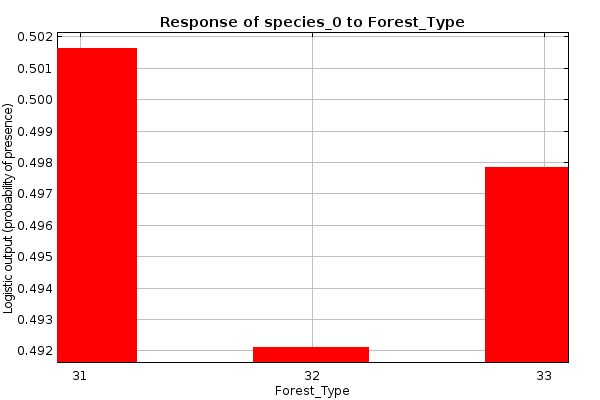 Response of species_0 to Forest_Type
Logistic output (probability of presence)
0.502
0.501
0.500
0.499
0.498
0.497
0.496
0.495
0.494
0.493
0.492
31 32 33
Forest_Type